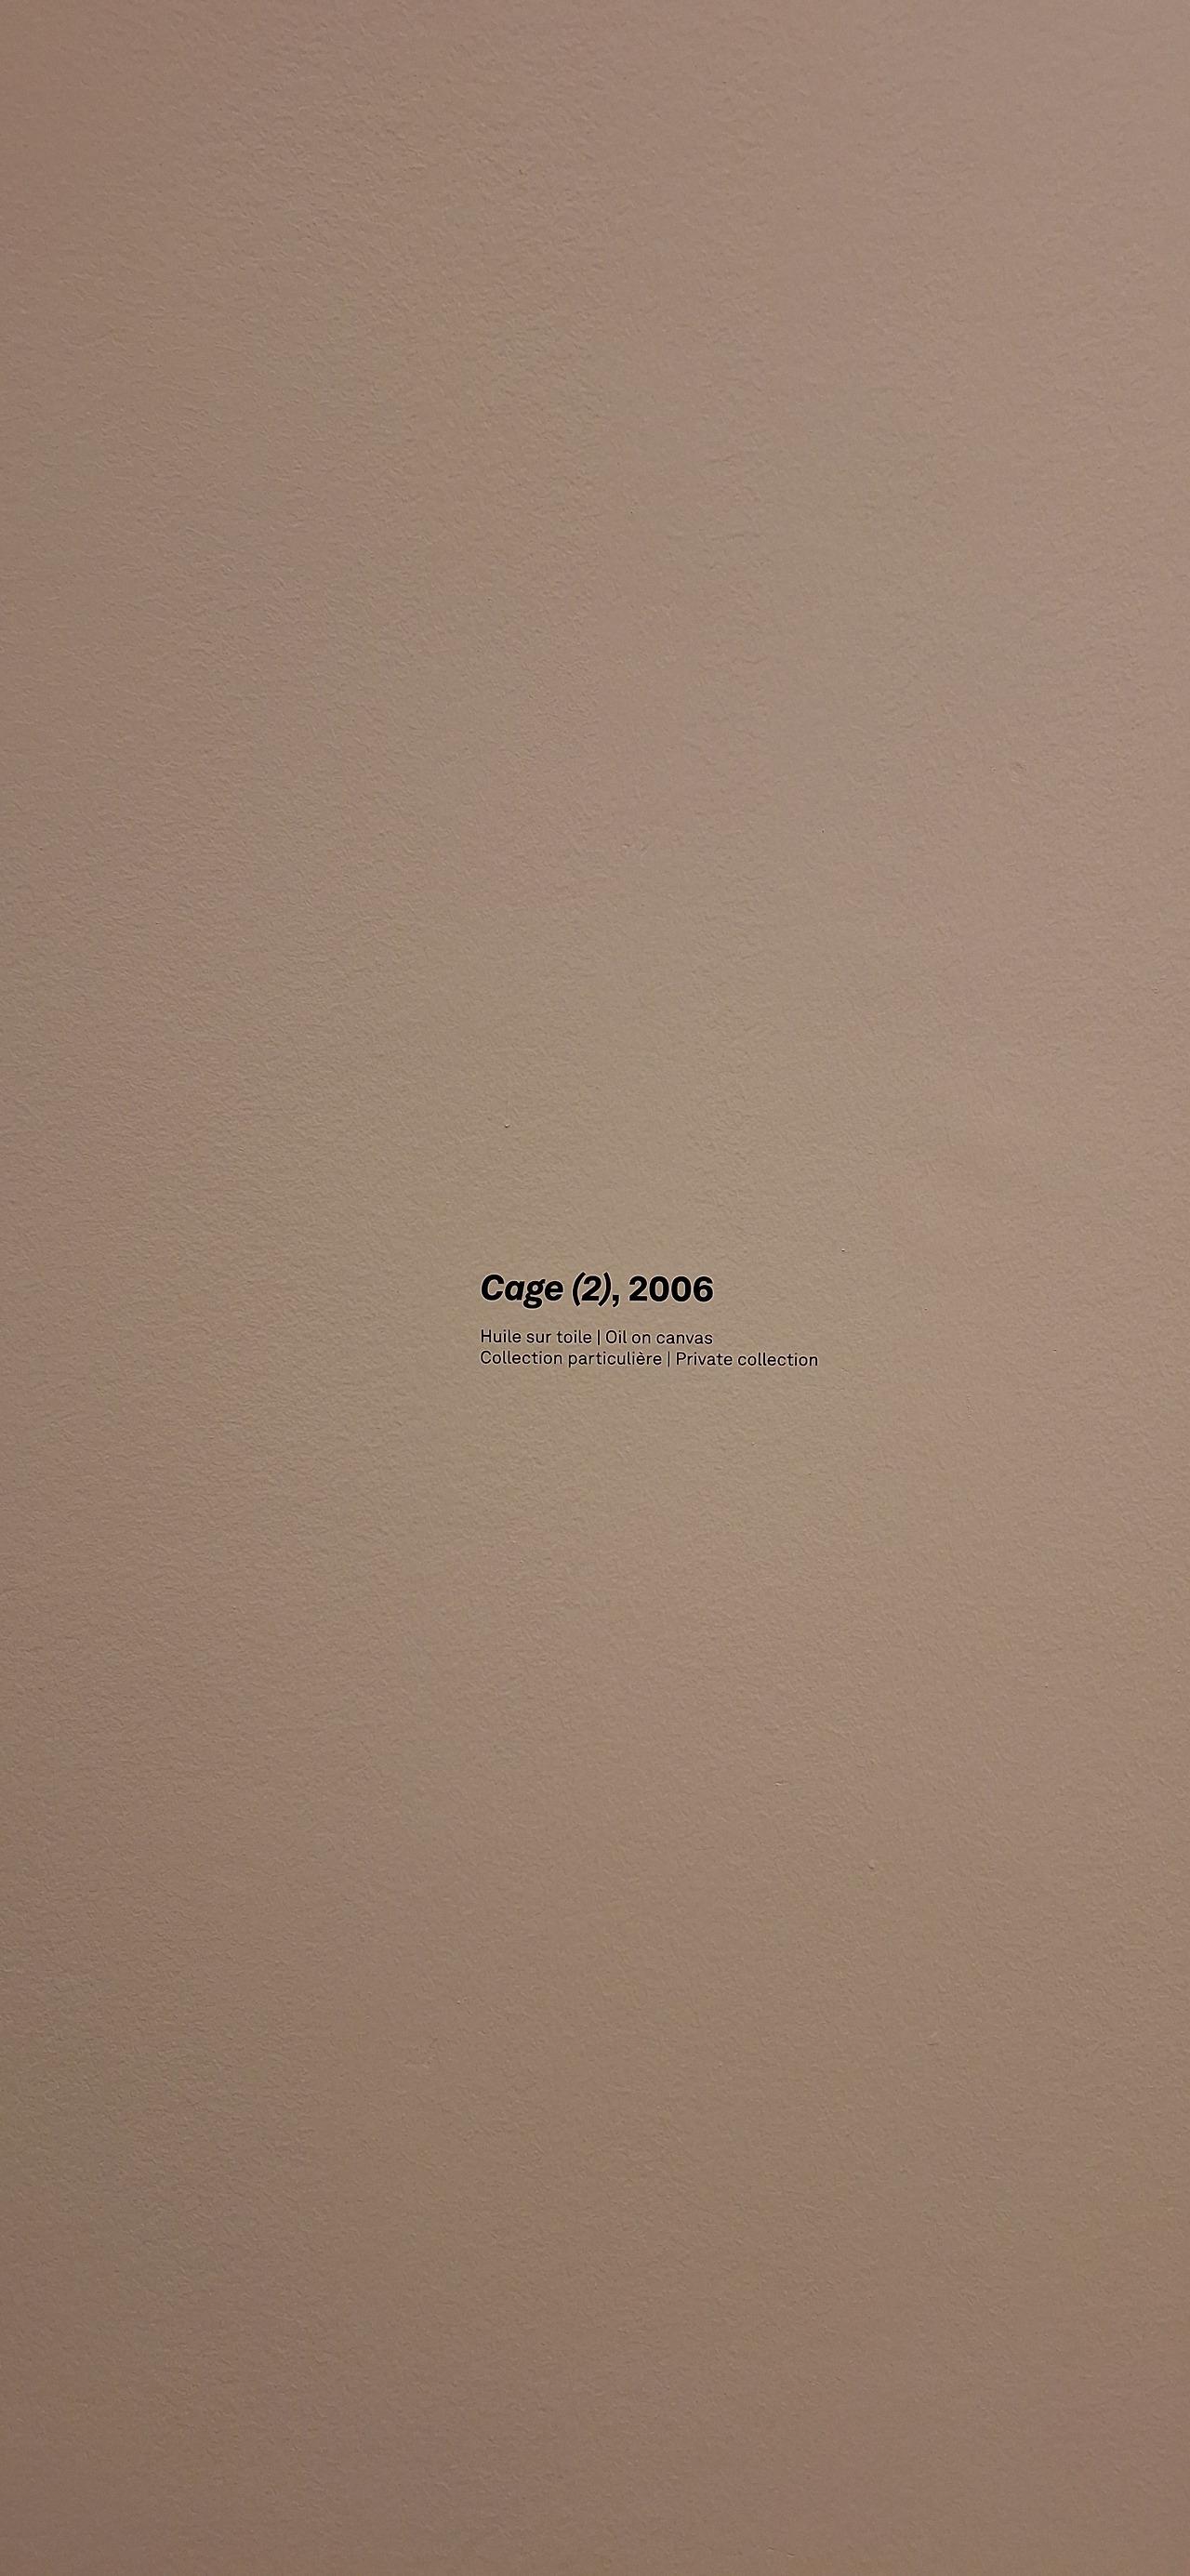 Cage (2), 2006
Huile sur toile | Oil on canvas
Collection particulière | Private collection